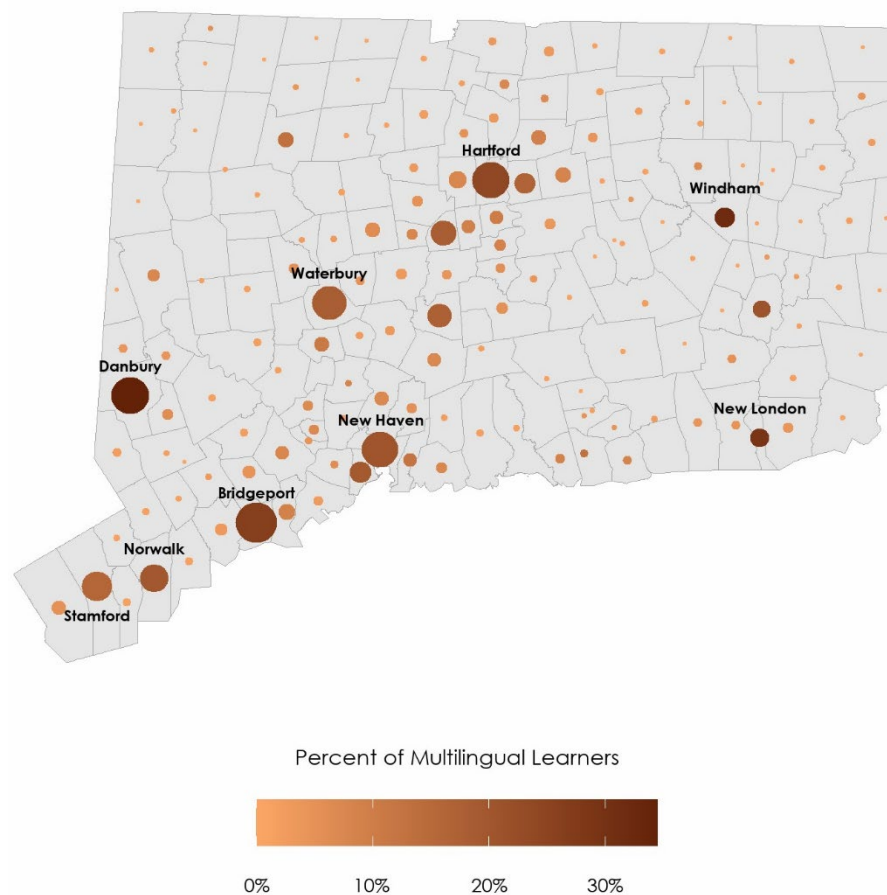 Hartford
Windham
Waterbury
Danbury
New London
New Haven
Bridgeport
Norwalk
Stamford
Percent of Multilingual Learners
0% 10% 20% 30%